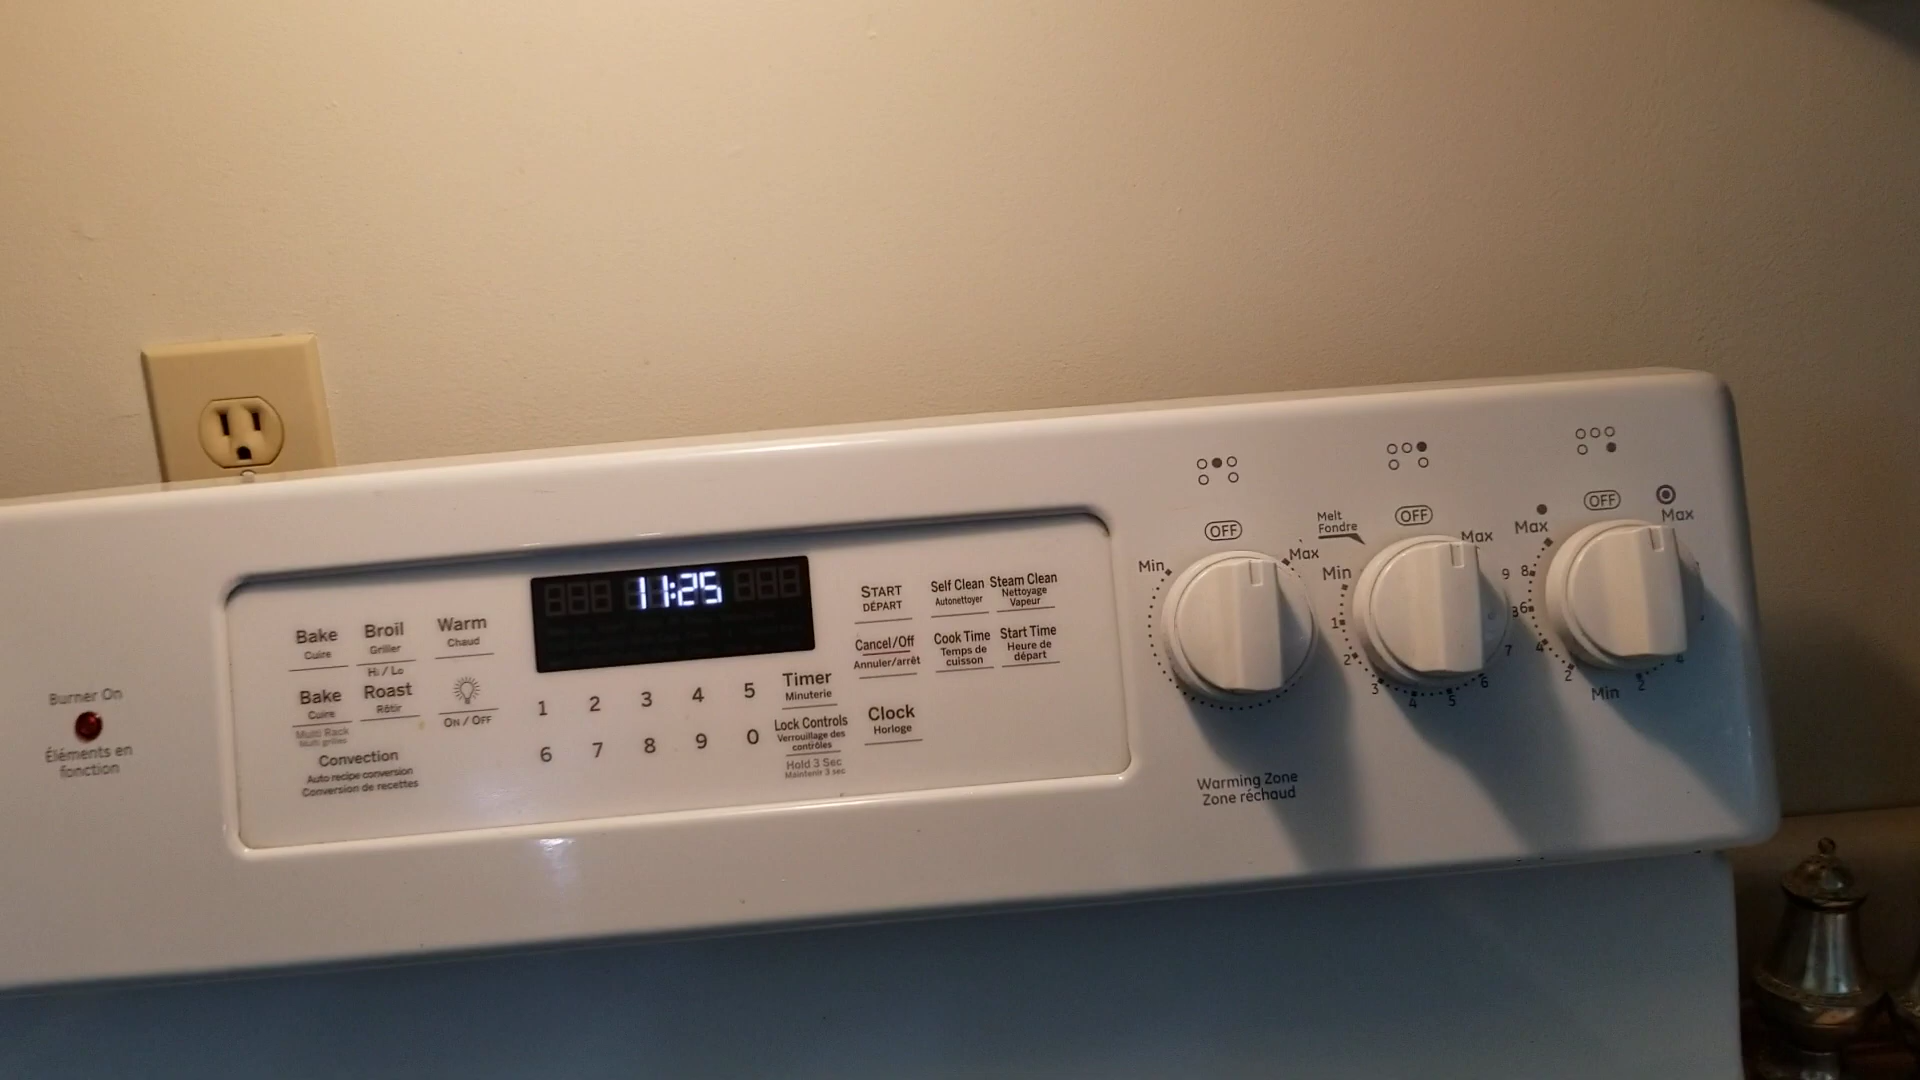 Burner On
Éléments en
fonction
Bake
Cuire
Broil
Griller
Hi / Lo
Warm
Chaud
Bake
Cuire
Multi Rack
Multi grilles
Roast
Rôtir
ON / OFF
Convection
Auto recipe conversion
Conversion de recettes
11:25
1 2 3 4 5
6 7 8 9 0
START
DÉPART
Self Clean
Autonettoyer
Steam Clean
Nettoyage
Vapeur
Cancel/Off
Annuler/arrêt
Cook Time
Temps de
cuisson
Start Time
Heure de
départ
Timer
Minuterie
Lock Controls
Verrouillage des
contrôles
Hold 3 Sec
Maintenir 3 sec
Clock
Horloge
OFF
Min
Max
Warming Zone
Zone réchaud
Melt
Fondre
OFF
Min
Max
1
2
3
4
5
6
7
9
OFF
Max
Max
8
6
4
2
Min
2
4